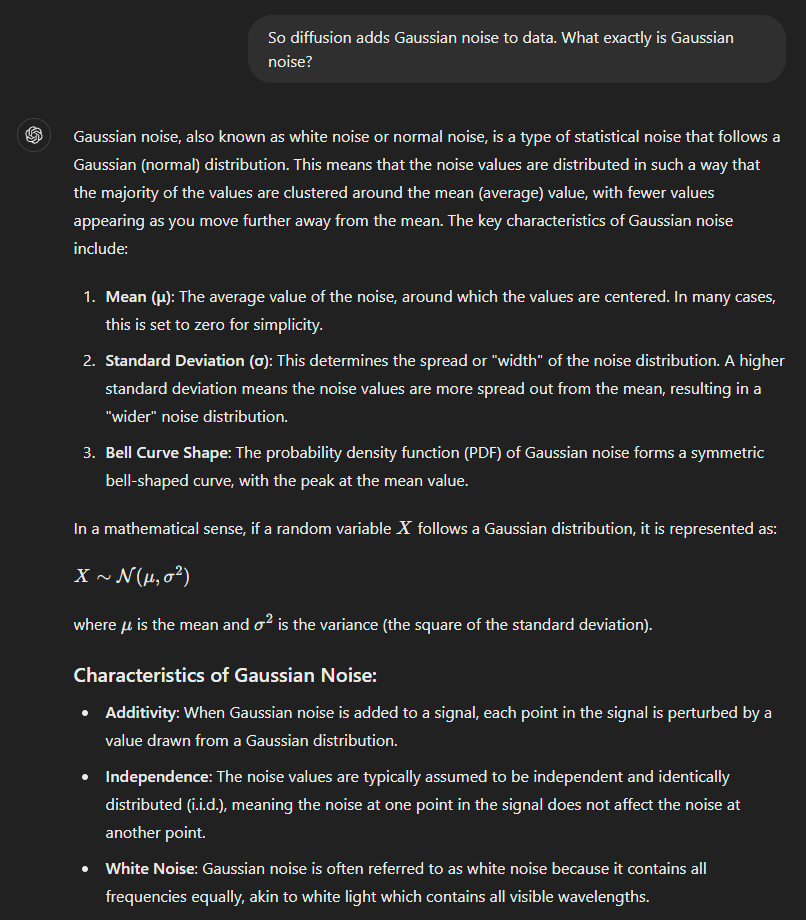 So diffusion adds Gaussian noise to data. What exactly is Gaussian
noise?
Gaussian noise, also known as white noise or normal noise, is a type of statistical noise that follows a
Gaussian (normal) distribution. This means that the noise values are distributed in such a way that
the majority of the values are clustered around the mean (average) value, with fewer values
appearing as you move further away from the mean. The key characteristics of Gaussian noise
include:
1. Mean (μ): The average value of the noise, around which the values are centered. In many cases,
this is set to zero for simplicity.
2. Standard Deviation (σ): This determines the spread or "width" of the noise distribution. A higher
standard deviation means the noise values are more spread out from the mean, resulting in a
"wider" noise distribution.
3. Bell Curve Shape: The probability density function (PDF) of Gaussian noise forms a symmetric
bell-shaped curve, with the peak at the mean value.
In a mathematical sense, if a random variable X follows a Gaussian distribution, it is represented as:
X ∼ 𝒩(μ, σ²)
where μ is the mean and σ² is the variance (the square of the standard deviation).
Characteristics of Gaussian Noise:
• Additivity: When Gaussian noise is added to a signal, each point in the signal is perturbed by a
value drawn from a Gaussian distribution.
• Independence: The noise values are typically assumed to be independent and identically
distributed (i.i.d.), meaning the noise at one point in the signal does not affect the noise at
another point.
• White Noise: Gaussian noise is often referred to as white noise because it contains all
frequencies equally, akin to white light which contains all visible wavelengths.